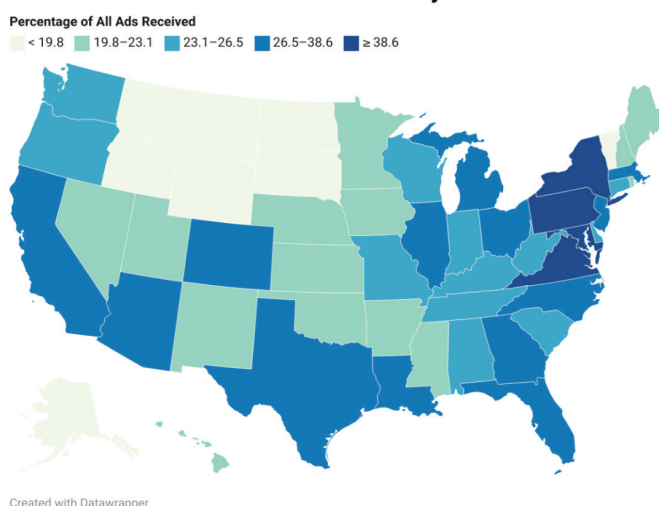 Percentage of All Ads Received
< 19.8 19.8–23.1 23.1–26.5 26.5–38.6 ≥ 38.6
Created with Datawrapper